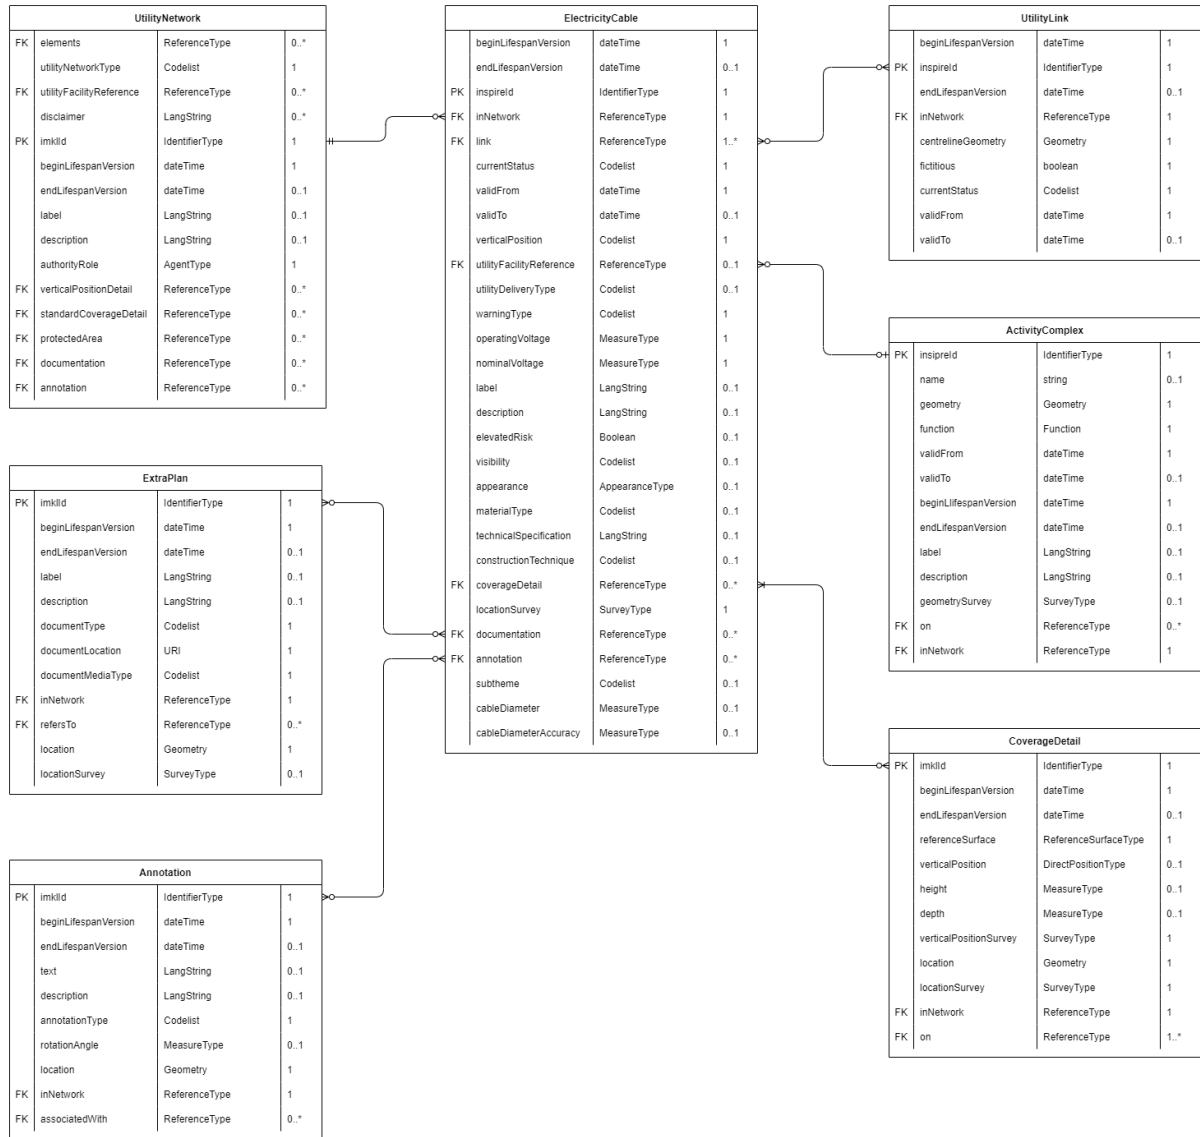 UtilityNetwork
FK elements ReferenceType 0..*
utilityNetworkType Codelist 1
FK utilityFacilityReference ReferenceType 0..*
disclaimer LangString 0..*
PK imklId IdentifierType 1
beginLifespanVersion dateTime 1
endLifespanVersion dateTime 0..1
label LangString 0..1
description LangString 0..1
authorityRole AgentType 1
FK verticalPositionDetail ReferenceType 0..*
FK standardCoverageDetail ReferenceType 0..*
FK protectedArea ReferenceType 0..*
FK documentation ReferenceType 0..*
FK annotation ReferenceType 0..*
ExtraPlan
PK imklId IdentifierType 1
beginLifespanVersion dateTime 1
endLifespanVersion dateTime 0..1
label LangString 0..1
description LangString 0..1
documentType Codelist 1
documentLocation URI 1
documentMediaType Codelist 1
FK inNetwork ReferenceType 1
FK refersTo ReferenceType 0..*
location Geometry 1
locationSurvey SurveyType 0..1
Annotation
PK imklId IdentifierType 1
beginLifespanVersion dateTime 1
endLifespanVersion dateTime 0..1
text LangString 0..1
description LangString 0..1
annotationType Codelist 1
rotationAngle MeasureType 0..1
location Geometry 1
FK inNetwork ReferenceType 1
FK associatedWith ReferenceType 0..*
ElectricityCable
beginLifespanVersion dateTime 1
endLifespanVersion dateTime 0..1
PK inspireId IdentifierType 1
FK inNetwork ReferenceType 1
FK link ReferenceType 1..*
currentStatus Codelist 1
validFrom dateTime 1
validTo dateTime 0..1
verticalPosition Codelist 1
FK utilityFacilityReference ReferenceType 0..1
utilityDeliveryType Codelist 0..1
warningType Codelist 1
operatingVoltage MeasureType 1
nominalVoltage MeasureType 1
label LangString 0..1
description LangString 0..1
elevatedRisk Boolean 0..1
visibility Codelist 0..1
appearance AppearanceType 0..1
materialType Codelist 0..1
technicalSpecification LangString 0..1
constructionTechnique Codelist 0..1
FK coverageDetail ReferenceType 0..*
locationSurvey SurveyType 1
FK documentation ReferenceType 0..*
FK annotation ReferenceType 0..*
subtheme Codelist 0..1
cableDiameter MeasureType 0..1
cableDiameterAccuracy MeasureType 0..1
UtilityLink
beginLifespanVersion dateTime 1
PK inspireId IdentifierType 1
endLifespanVersion dateTime 0..1
FK inNetwork ReferenceType 1
centrelineGeometry Geometry 1
fictitious boolean 1
currentStatus Codelist 1
validFrom dateTime 1
validTo dateTime 0..1
ActivityComplex
PK insipreId IdentifierType 1
name string 0..1
geometry Geometry 1
function Function 1
validFrom dateTime 1
validTo dateTime 0..1
beginLlifespanVersion dateTime 1
endLifespanVersion dateTime 0..1
label LangString 0..1
description LangString 0..1
geometrySurvey SurveyType 0..1
FK on ReferenceType 0..*
FK inNetwork ReferenceType 1
CoverageDetail
PK imklId IdentifierType 1
beginLifespanVersion dateTime 1
endLifespanVersion dateTime 0..1
referenceSurface ReferenceSurfaceType 1
verticalPosition DirectPositionType 0..1
height MeasureType 0..1
depth MeasureType 0..1
verticalPositionSurvey SurveyType 1
location Geometry 1
locationSurvey SurveyType 1
FK inNetwork ReferenceType 1
FK on ReferenceType 1..*